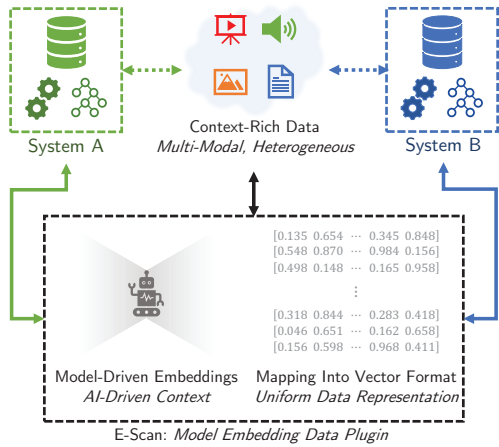 Context-Rich Data
Multi-Modal, Heterogeneous
System A
System B
[0.135 0.654 ⋯ 0.345 0.848]
[0.548 0.870 ⋯ 0.984 0.156]
[0.498 0.148 ⋯ 0.165 0.958]
⋮
[0.318 0.844 ⋯ 0.283 0.418]
[0.046 0.651 ⋯ 0.162 0.658]
[0.156 0.598 ⋯ 0.968 0.411]
Model-Driven Embeddings
AI-Driven Context
Mapping Into Vector Format
Uniform Data Representation
E-Scan: Model Embedding Data Plugin